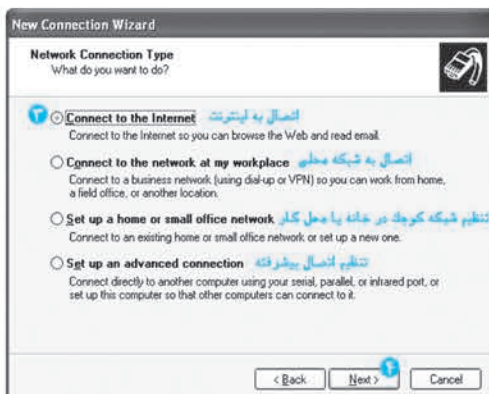 New Connection Wizard
Network Connection Type
What do you want to do?
۳ Connect to the Internet اتصال به اینترنت
Connect to the Internet so you can browse the Web and read email.
Connect to the network at my workplace اتصال به شبکه محلی
Connect to a business network (using dial-up or VPN) so you can work from home,
a field office, or another location.
Set up a home or small office network تنظیم شبکه کوچک در خانه یا محل کار
Connect to an existing home or small office network or set up a new one.
Set up an advanced connection تنظیم اتصال پیشرفته
Connect directly to another computer using your serial, parallel, or infrared port, or
set up this computer so that other computers can connect to it.
< Back Next > ۴ Cancel